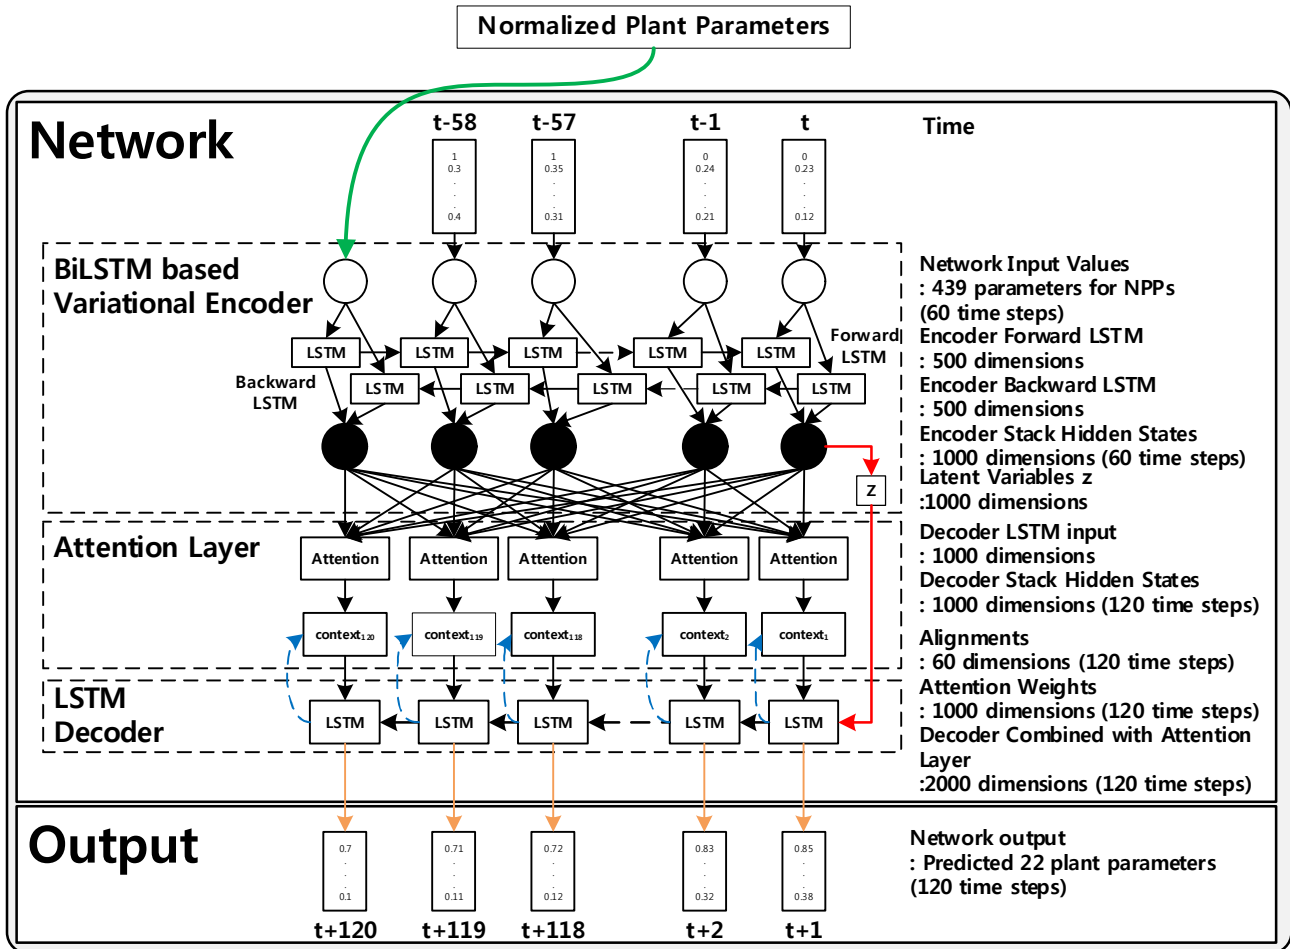 Normalized Plant Parameters
Network
t-58
t-57
t-1
t
Time
1
0.3
.
.
.
0.4
1
0.35
.
.
.
0.31
0
0.24
.
.
.
0.21
0
0.23
.
.
.
0.12
BiLSTM based
Variational Encoder
Network Input Values
: 439 parameters for NPPs
(60 time steps)
Forward
LSTM
LSTM
LSTM
LSTM
LSTM
LSTM
Encoder Forward LSTM
: 500 dimensions
Backward
LSTM
LSTM
LSTM
LSTM
LSTM
LSTM
Encoder Backward LSTM
: 500 dimensions
Encoder Stack Hidden States
: 1000 dimensions (60 time steps)
Z
Latent Variables z
:1000 dimensions
Attention Layer
Attention
Attention
Attention
Attention
Attention
Decoder LSTM input
: 1000 dimensions
Decoder Stack Hidden States
: 1000 dimensions (120 time steps)
context₁₂₀
context₁₁₉
context₁₁₈
context₂
context₁
Alignments
: 60 dimensions (120 time steps)
LSTM
Decoder
LSTM
LSTM
LSTM
LSTM
LSTM
Attention Weights
: 1000 dimensions (120 time steps)
Decoder Combined with Attention
Layer
:2000 dimensions (120 time steps)
Output
0.7
.
.
.
0.1
0.71
.
.
.
0.11
0.72
.
.
.
0.12
0.83
.
.
.
0.32
0.85
.
.
.
0.38
t+120
t+119
t+118
t+2
t+1
Network output
: Predicted 22 plant parameters
(120 time steps)